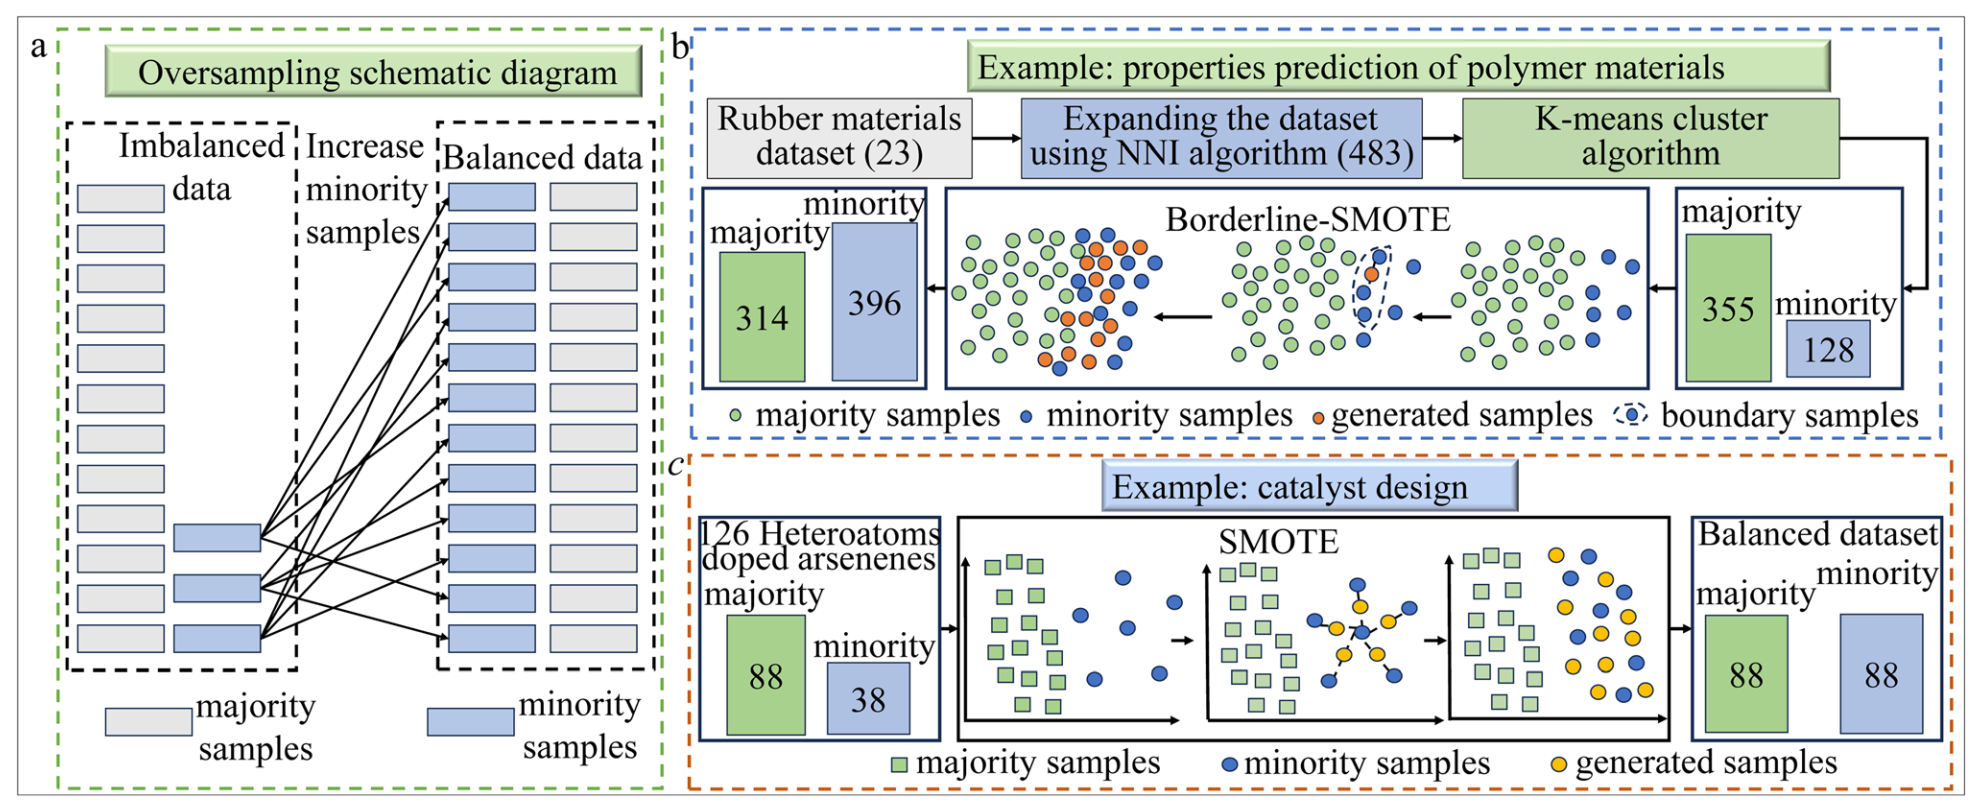 a
Oversampling schematic diagram
Imbalanced
data
Increase
minority
samples
Balanced data
majority
samples
minority
samples
b
Example: properties prediction of polymer materials
Rubber materials
dataset (23)
Expanding the dataset
using NNI algorithm (483)
K-means cluster
algorithm
majority
314
minority
396
Borderline-SMOTE
majority
355
minority
128
majority samples
minority samples
generated samples
boundary samples
c
Example: catalyst design
126 Heteroatoms
doped arsenenes
majority
88
minority
38
SMOTE
Balanced dataset
majority
88
minority
88
majority samples
minority samples
generated samples